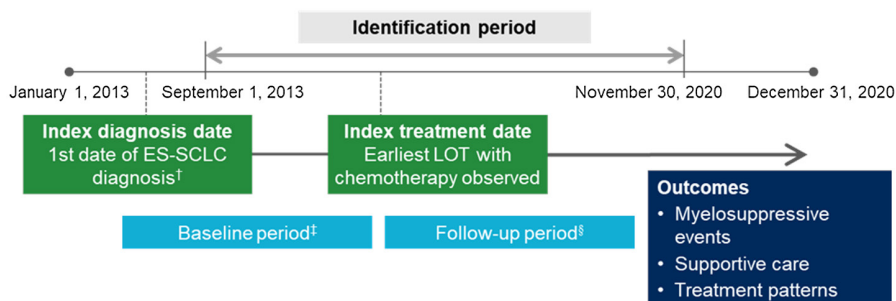 Identification period
January 1, 2013
September 1, 2013
November 30, 2020
December 31, 2020
Index diagnosis date
1st date of ES-SCLC
diagnosis†
Index treatment date
Earliest LOT with
chemotherapy observed
Baseline period‡
Follow-up period§
Outcomes
• Myelosuppressive
events
• Supportive care
• Treatment patterns